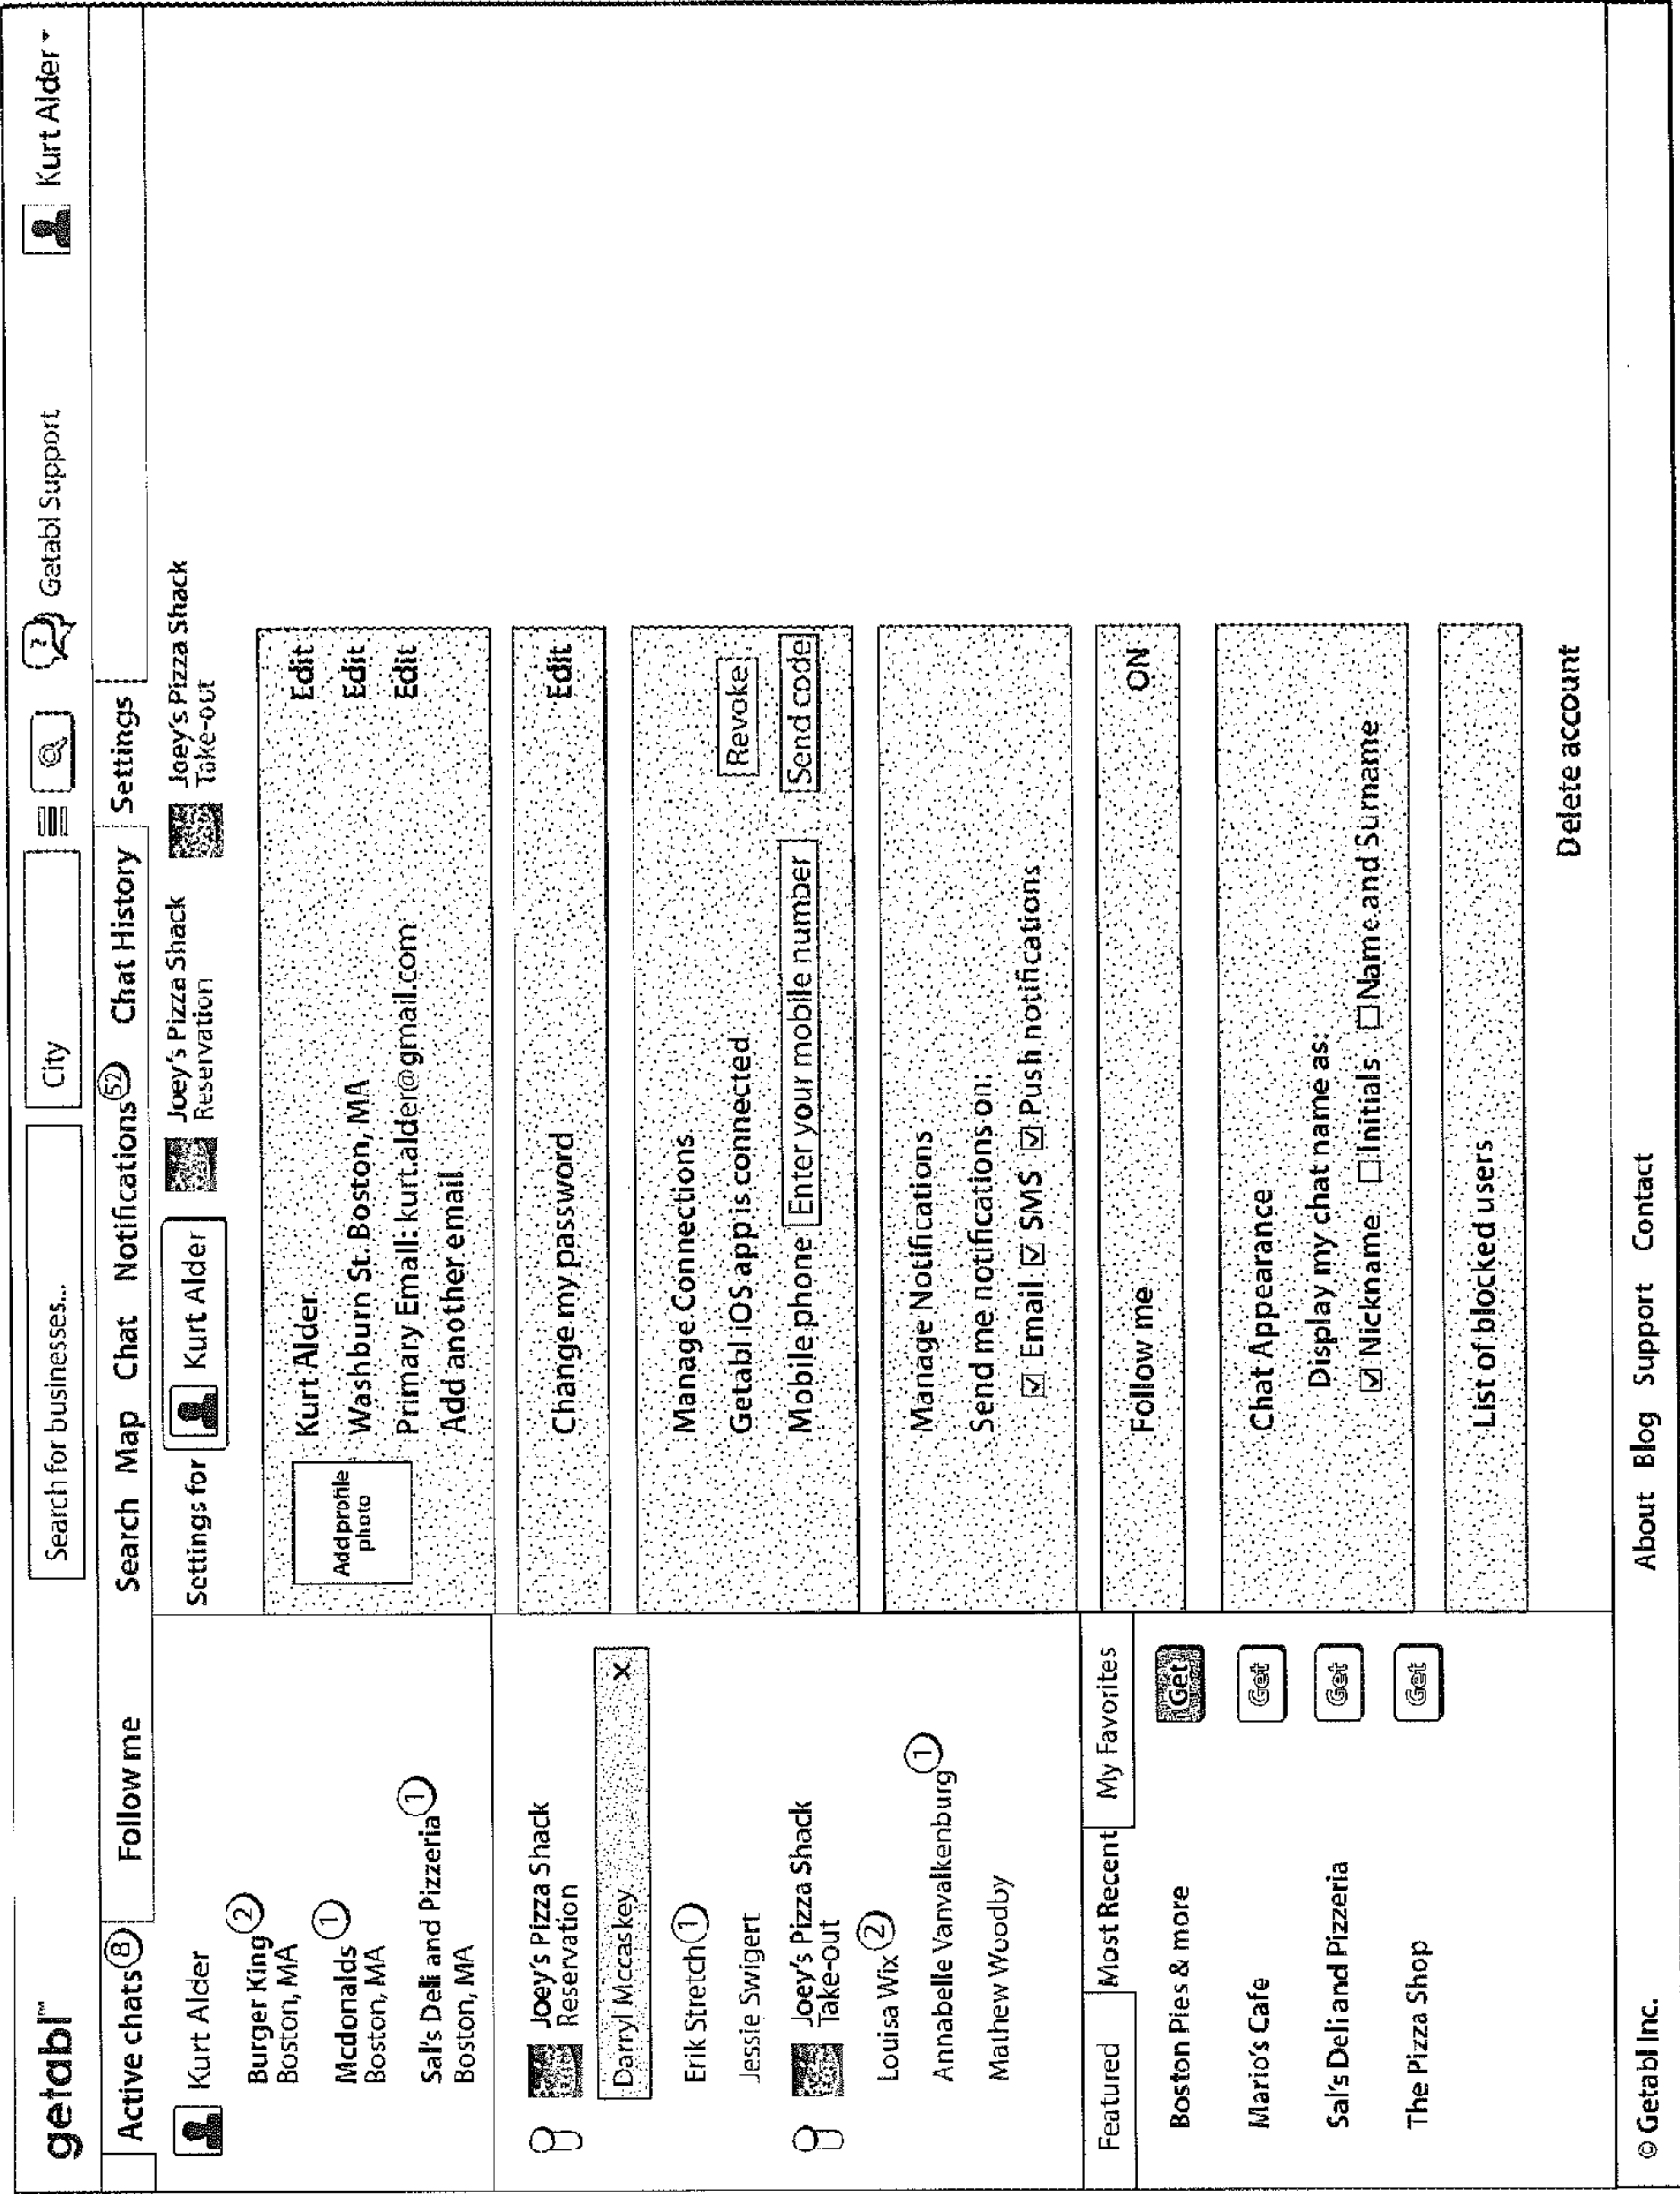 getabl™
Search for businesses...
City
Getabl Support
Kurt Alder
Active chats 8
Follow me
Search Map Chat Notifications 52 Chat History Settings
Kurt Alder
Burger King 2
Boston, MA
Mcdonalds 1
Boston, MA
Sal's Deli and Pizzeria 1
Boston, MA
Joey's Pizza Shack
Reservation
Darryl Mccaskey X
Erik Stretch 1
Jessie Swigert
Joey's Pizza Shack
Take-out
Louisa Wix 2
Annabelle Vanvalkenburg 1
Mathew Woodby
Featured Most Recent My Favorites
Boston Pies & more Get
Mario's Cafe Get
Sal's Deli and Pizzeria Get
The Pizza Shop Get
Settings for Kurt Alder
Joey's Pizza Shack
Reservation
Joey's Pizza Shack
Take-out
Add profile
photo
Kurt Alder Edit
Washburn St. Boston, MA Edit
Primary Email: kurt.alder@gmail.com Edit
Add another email
Change my password Edit
Manage Connections
Getabl iOS app is connected Revoke
Mobile phone Enter your mobile number Send code
Manage Notifications
Send me notifications on:
☑ Email ☑ SMS ☑ Push notifications
Follow me ON
Chat Appearance
Display my chat name as:
☑ Nickname ☐ Initials ☐ Name and Surname
List of blocked users
Delete account
© Getabl Inc.
About Blog Support Contact